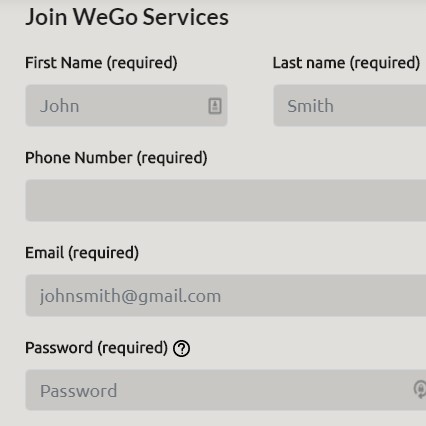 Join WeGo Services
First Name (required) Last name (required)
John Smith
Phone Number (required)
Email (required)
johnsmith@gmail.com
Password (required) ?
Password